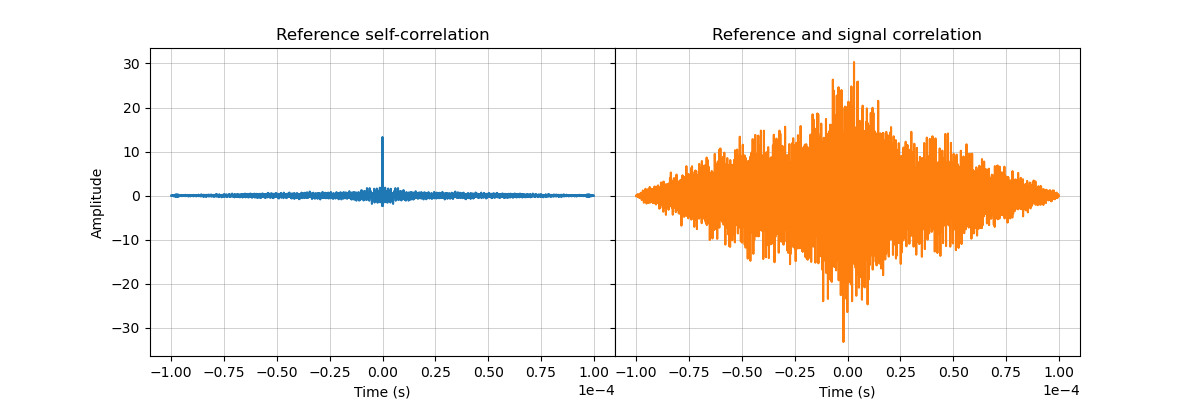 Reference self-correlation
Reference and signal correlation
Amplitude
30
20
10
0
−10
−20
−30
−1.00 −0.75 −0.50 −0.25 0.00 0.25 0.50 0.75 1.00
1e−4
Time (s)
−1.00 −0.75 −0.50 −0.25 0.00 0.25 0.50 0.75 1.00
1e−4
Time (s)